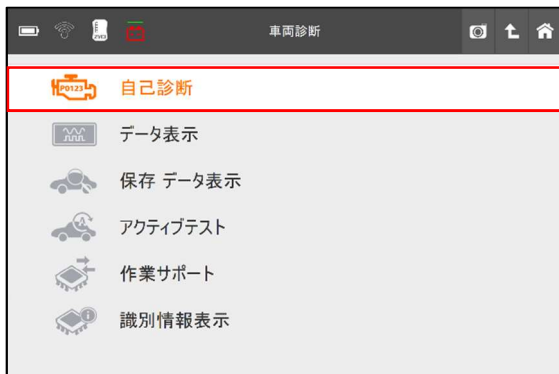 車両診断
P0123
自己診断
データ表示
保存 データ表示
アクティブテスト
作業サポート
識別情報表示